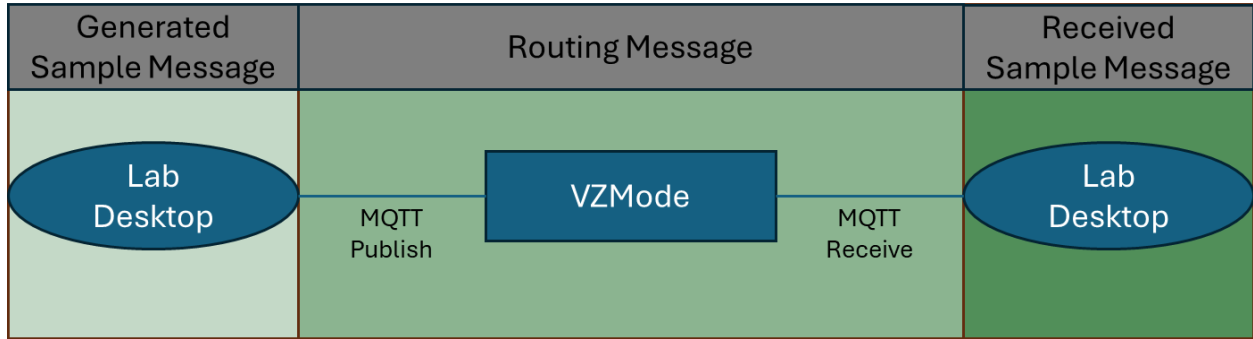 Generated
Sample Message
Routing Message
Received
Sample Message
Lab
Desktop
MQTT
Publish
VZMode
MQTT
Receive
Lab
Desktop